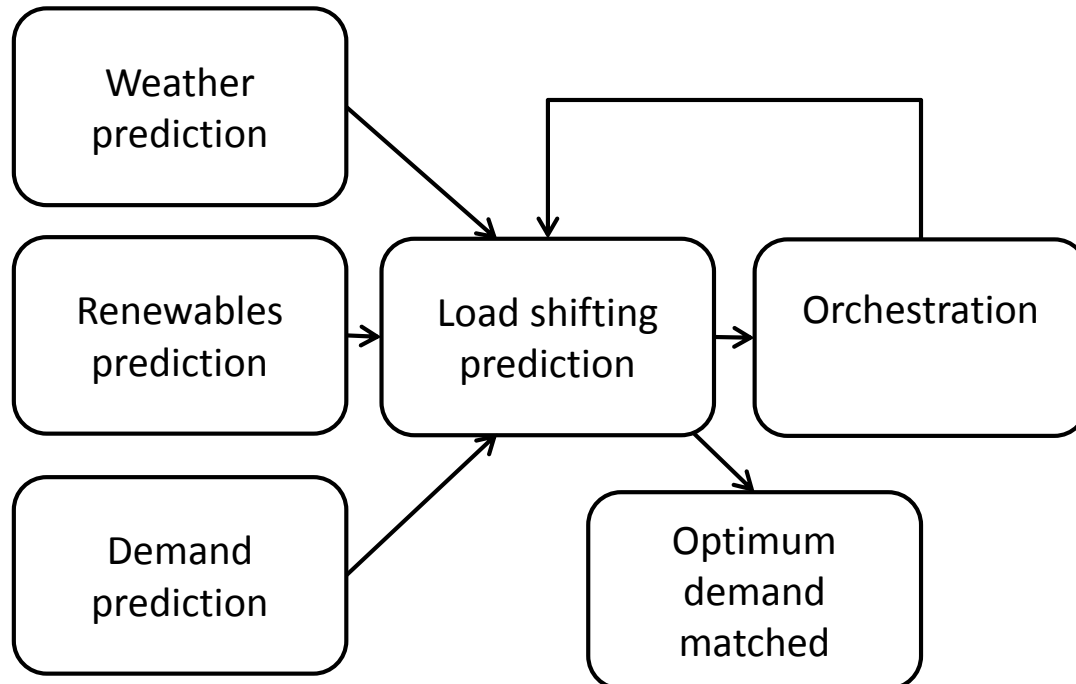 Weather
prediction
Renewables
prediction
Demand
prediction
Load shifting
prediction
Orchestration
Optimum
demand
matched